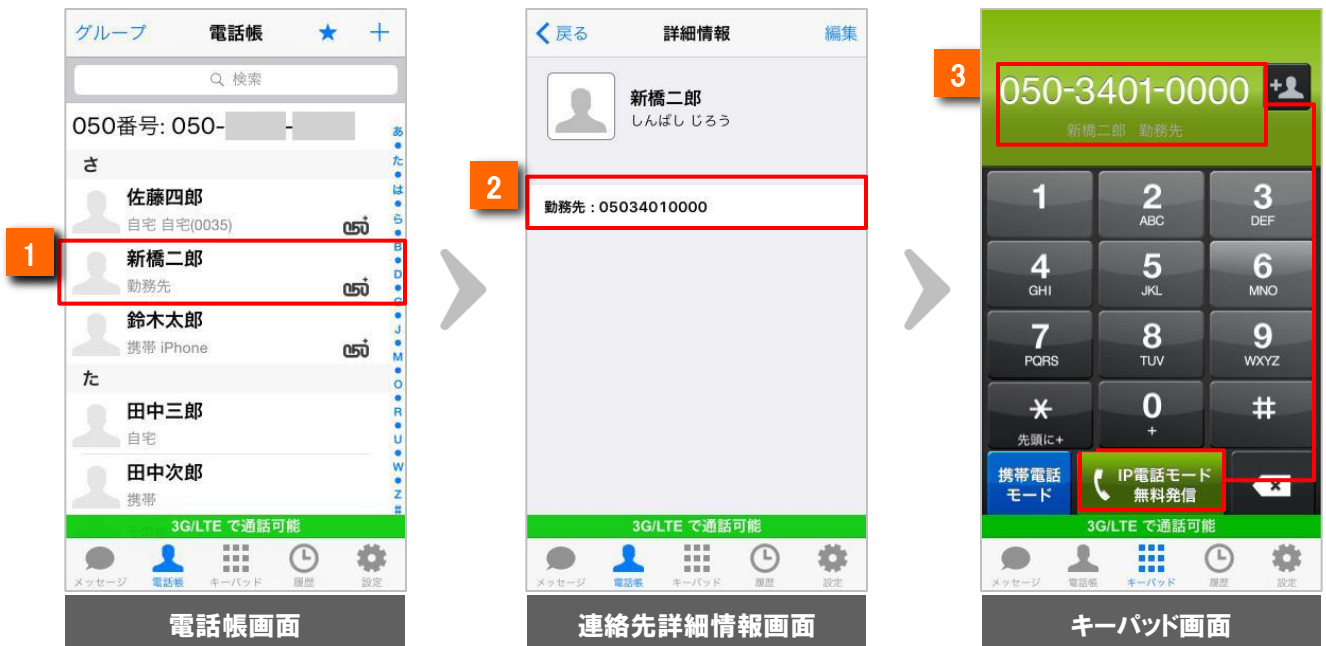 グループ
電話帳
★
+
検索
050番号: 050- -
さ
佐藤四郎
自宅 自宅(0035)
050+
1
新橋二郎
勤務先
050+
鈴木太郎
携帯 iPhone
050+
た
田中三郎
自宅
田中次郎
携帯
あ
た
は
ら
B
D
G
J
M
O
R
U
W
Z
#
3G/LTE で通話可能
メッセージ
電話帳
キーパッド
履歴
設定
電話帳画面
戻る
詳細情報
編集
新橋二郎
しんばし じろう
2
勤務先 : 05034010000
3G/LTE で通話可能
メッセージ
電話帳
キーパッド
履歴
設定
連絡先詳細情報画面
3
050-3401-0000
新橋二郎 勤務先
1
2
ABC
3
DEF
4
GHI
5
JKL
6
MNO
7
PQRS
8
TUV
9
WXYZ
＊
先頭に+
0
+
#
携帯電話
モード
IP電話モード
無料発信
3G/LTE で通話可能
メッセージ
電話帳
キーパッド
履歴
設定
キーパッド画面